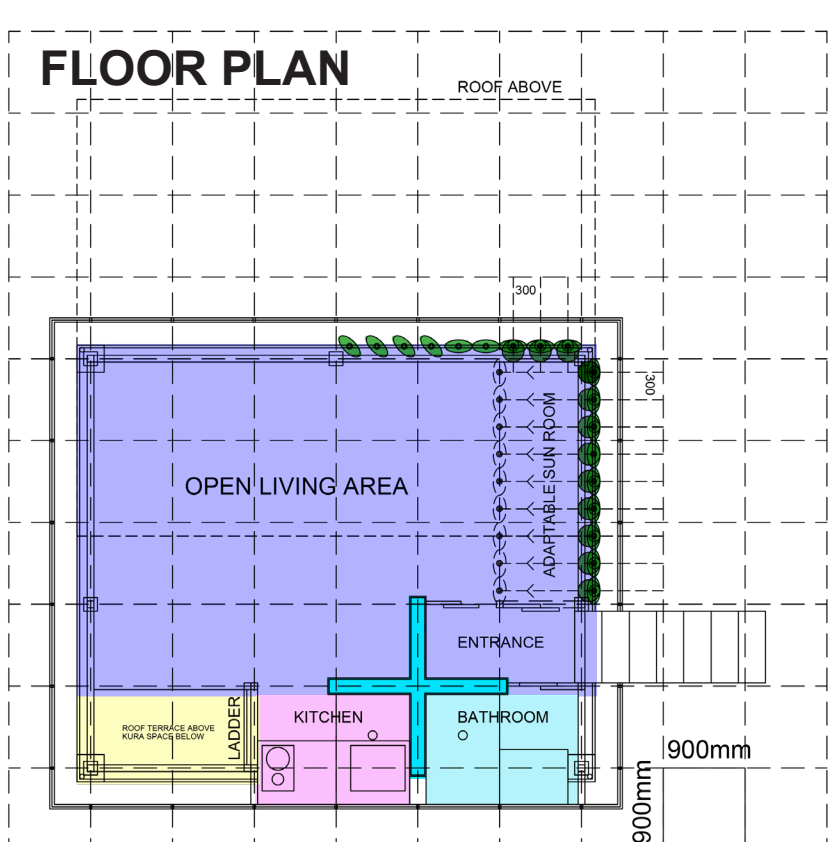 FLOOR PLAN
ROOF ABOVE
300
300
OPEN LIVING AREA
ADAPTABLE SUN ROOM
ENTRANCE
LADDER
KITCHEN
BATHROOM
ROOF TERRACE ABOVE
KURA SPACE BELOW
900mm
900mm